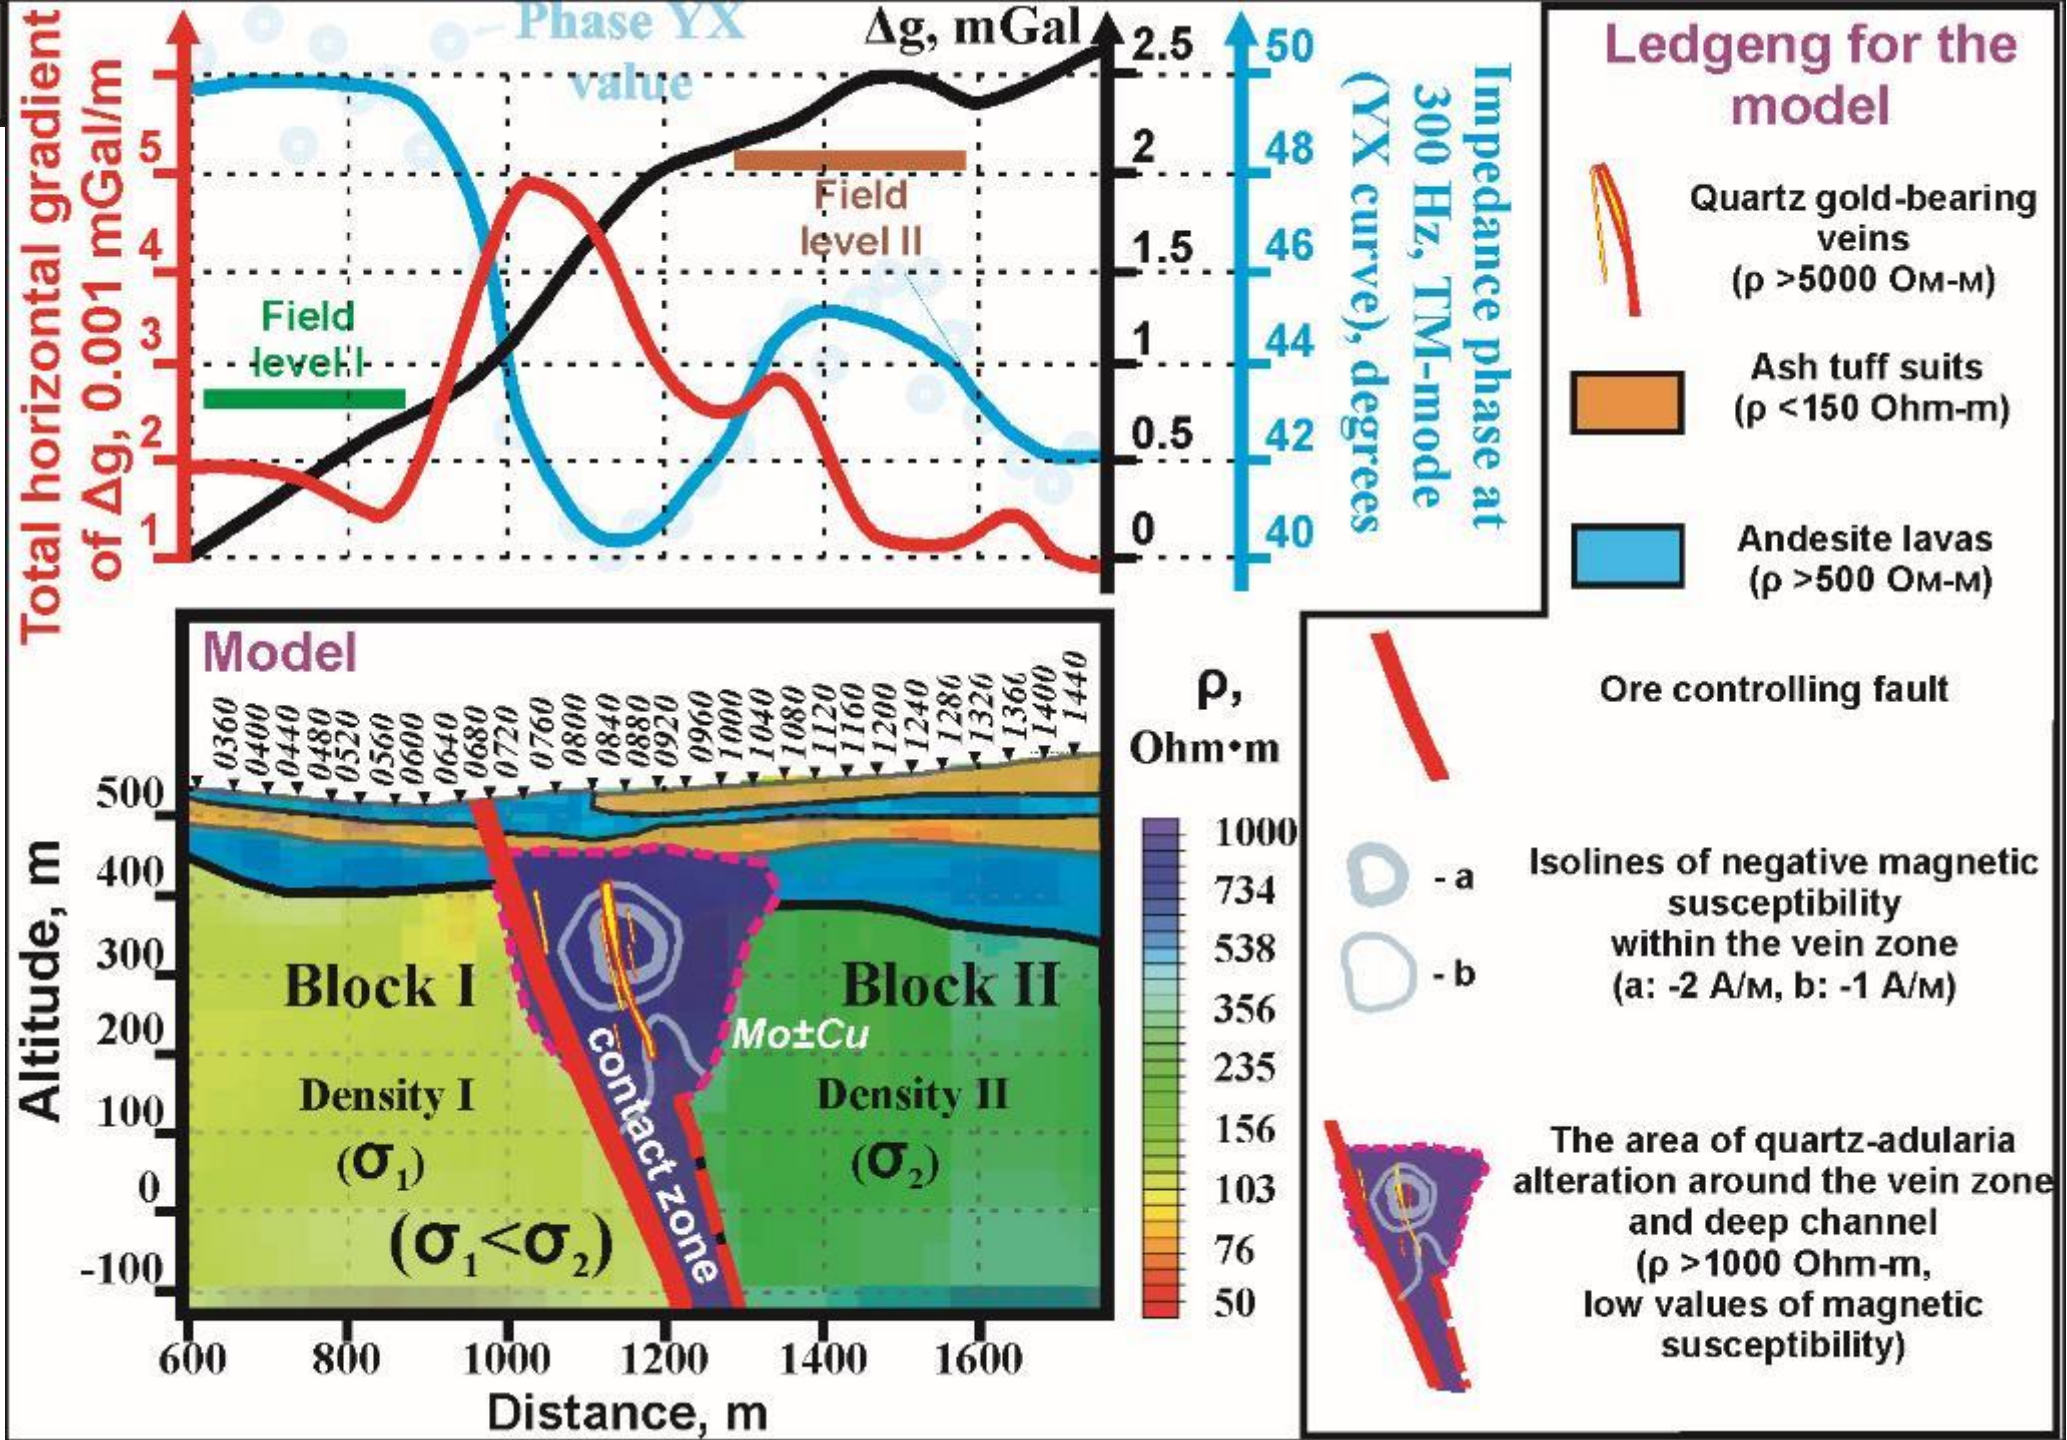 Total horizontal gradient
of Δg, 0.001 mGal/m
5
4
3
2
1
Phase YX
value
Δg, mGal
Field
level I
Field
level II
2.5
2
1.5
1
0.5
0
50
48
46
44
42
40
Impedance phase at
300 Hz, TM-mode
(YX curve), degrees
Ledgeng for the
model
Quartz gold-bearing
veins
(ρ >5000 Ом-м)
Ash tuff suits
(ρ <150 Ohm-m)
Andesite lavas
(ρ >500 Ом-м)
Ore controlling fault
- a
- b
Isolines of negative magnetic
susceptibility
within the vein zone
(a: -2 A/м, b: -1 A/м)
The area of quartz-adularia
alteration around the vein zone
and deep channel
(ρ >1000 Ohm-m,
low values of magnetic
susceptibility)
Model
0360
0400
0440
0480
0520
0560
0600
0640
0680
0720
0760
0800
0840
0880
0920
0960
1000
1040
1080
1120
1160
1200
1240
1280
1320
1360
1400
1440
Altitude, m
500
400
300
200
100
0
-100
Block I
Density I
(σ₁)
(σ₁<σ₂)
contact zone
Mo±Cu
Block II
Density II
(σ₂)
600
800
1000
1200
1400
1600
Distance, m
ρ,
Ohm•m
1000
734
538
356
235
156
103
76
50